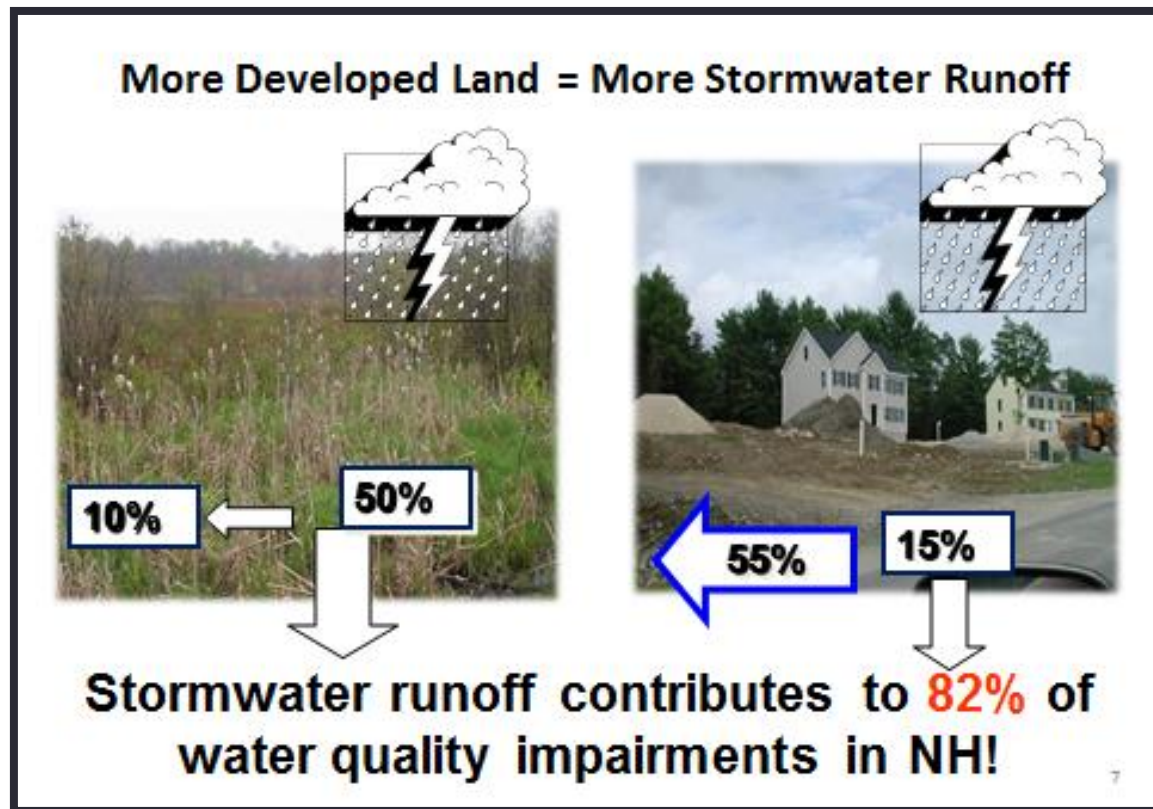 More Developed Land = More Stormwater Runoff
10%
50%
55%
15%
Stormwater runoff contributes to 82% of
water quality impairments in NH!
7